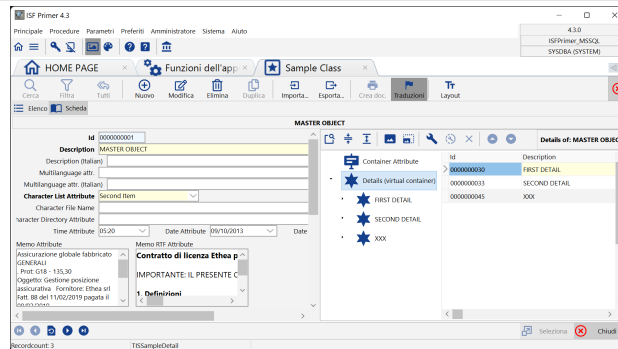 ISF Primer 4.3
Principale Procedure Parametri Preferiti Amministratore Sistema Aiuto
4.3.0
ISFPrimer_MSSQL
SYSDBA (SYSTEM)
HOME PAGE × Funzioni dell'app × Sample Class ×
Cerca Filtra Tutti Nuovo Modifica Elimina Duplica Importa... Esporta... Crea doc. Traduzioni Layout
Elenco Scheda
MASTER OBJECT
Id 0000000001
Description MASTER OBJECT
Description (Italian)
Multilanguage attr.
Multilanguage attr. (Italian)
Character List Attribute Second Item
Character File Name
haracter Directory Attribute
Time Attribute 05:20 Date Attribute 09/10/2013 Date
Memo Attribute Memo RTF Attribute
Assicurazione globale fabbricato
GENERALI
. Prot: G18 - 135,30
Oggetto: Gestione posizione
assicurativa Fornitore: Ethea srl
Fatt. 88 del 11/02/2019 pagata il
Contratto di licenza Ethea p
IMPORTANTE: IL PRESENTE C
1. Definizioni
Details of: MASTER OBJEC
Container Attribute
Details (virtual container)
FIRST DETAIL
SECOND DETAIL
XXX
Id Description
0000000030 FIRST DETAIL
0000000033 SECOND DETAIL
0000000045 XXX
Seleziona Chiudi
Recordcount: 3 TISSampleDetail